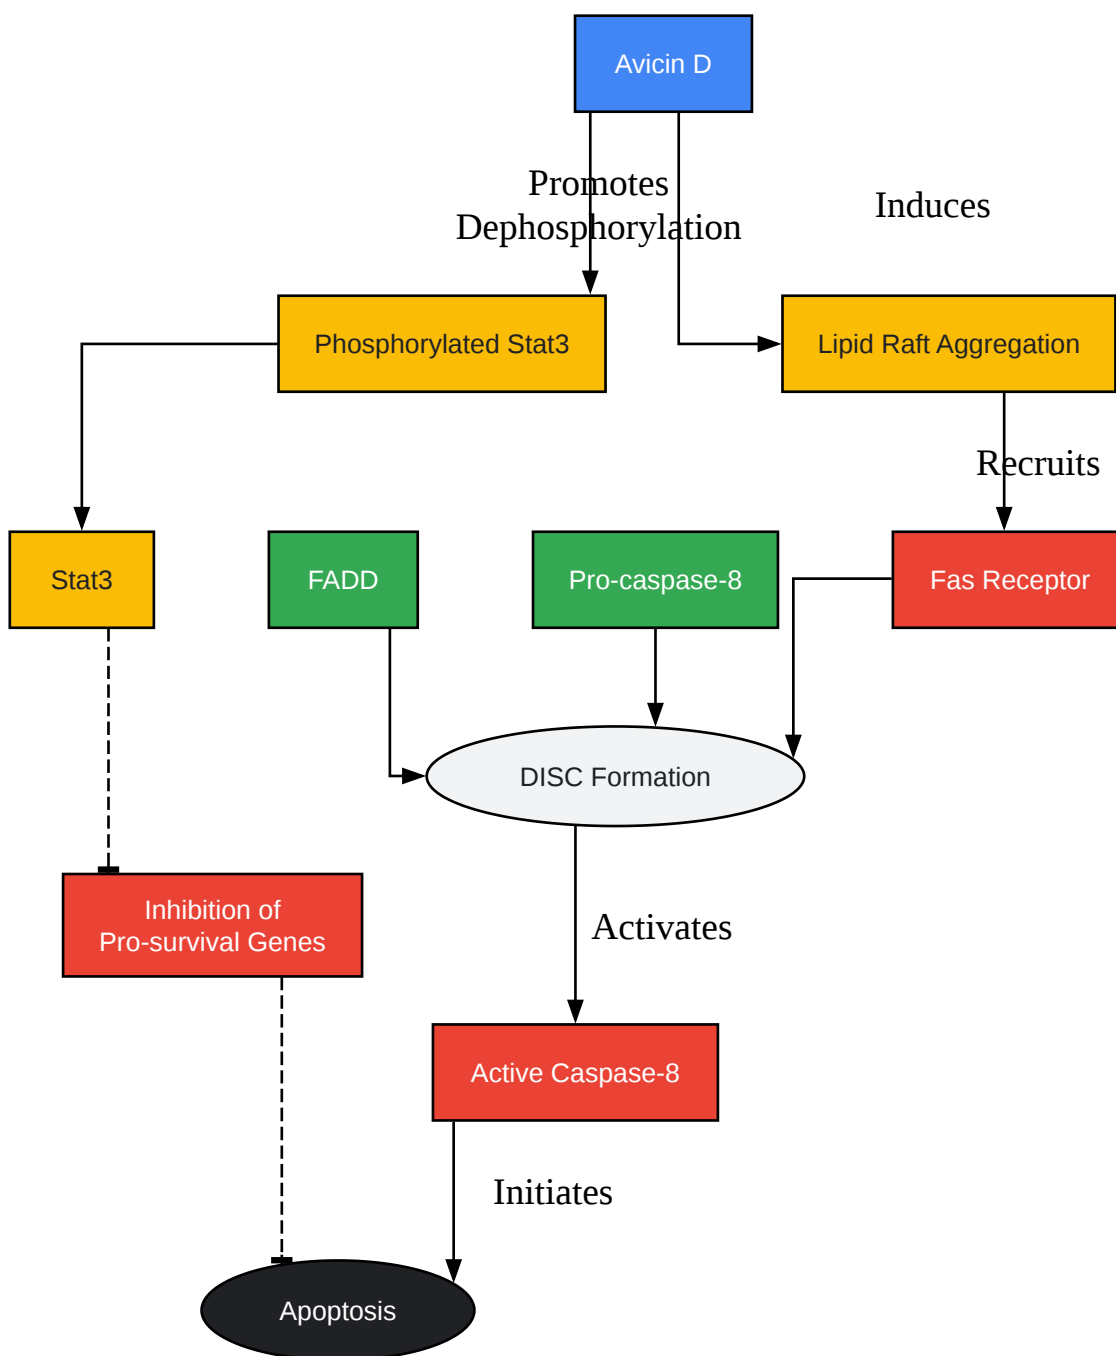 Avicin D
Promotes
Dephosphorylation
Induces
Phosphorylated Stat3
Lipid Raft Aggregation
Recruits
Stat3
FADD
Pro-caspase-8
Fas Receptor
DISC Formation
Inhibition of
Pro-survival Genes
Activates
Active Caspase-8
Initiates
Apoptosis